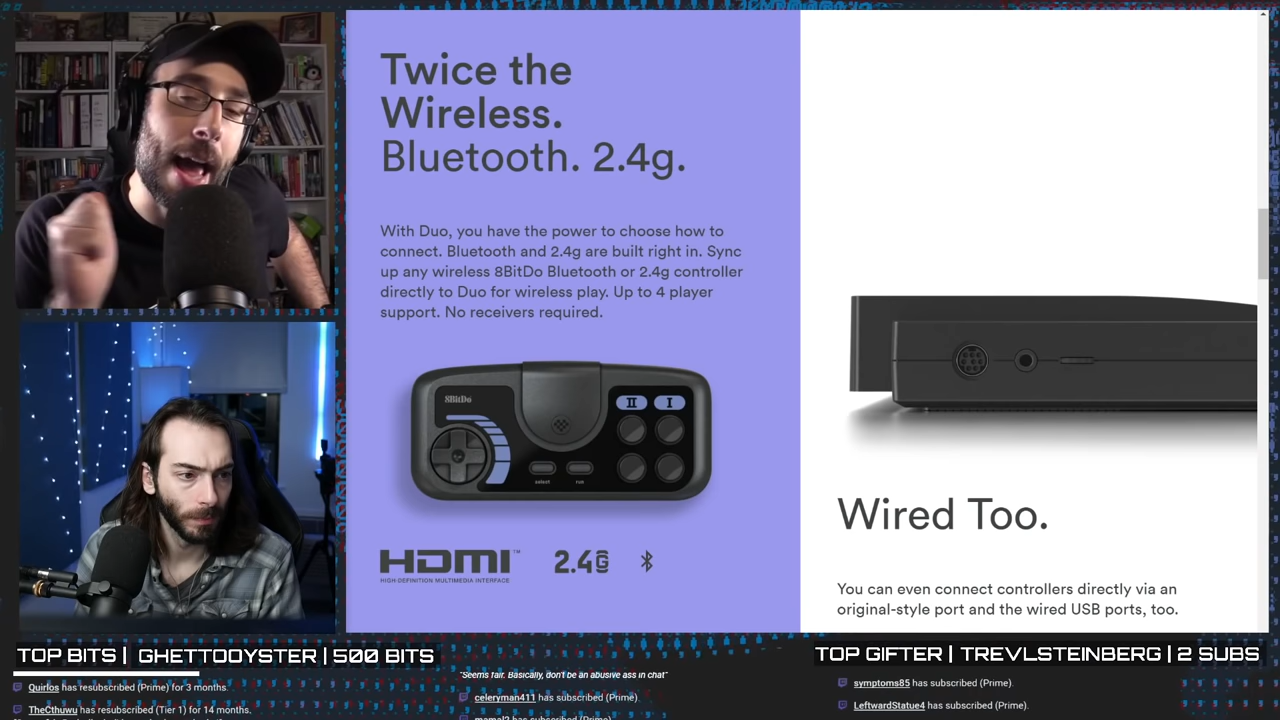 Twice the
Wireless.
Bluetooth. 2.4g.
With Duo, you have the power to choose how to
connect. Bluetooth and 2.4g are built right in. Sync
up any wireless 8BitDo Bluetooth or 2.4g controller
directly to Duo for wireless play. Up to 4 player
support. No receivers required.
8BitDo
II I
select run
HDMI™ 2.4G
HIGH-DEFINITION MULTIMEDIA INTERFACE
Wired Too.
You can even connect controllers directly via an
original-style port and the wired USB ports, too.
TOP BITS | GHETTODYSTER | 500 BITS
Quirlos has resubscribed (Prime) for 3 months.
TheCthuwu has resubscribed (Tier 1) for 14 months.
"Seems fair. Basically, don't be an abusive ass in chat"
celeryman411 has subscribed (Prime).
mamal2 has subscribed (Prime).
TOP GIFTER | TREVLSTEINBERG | 2 SUBS
symptoms85 has subscribed (Prime).
LeftwardStatue4 has subscribed (Prime).